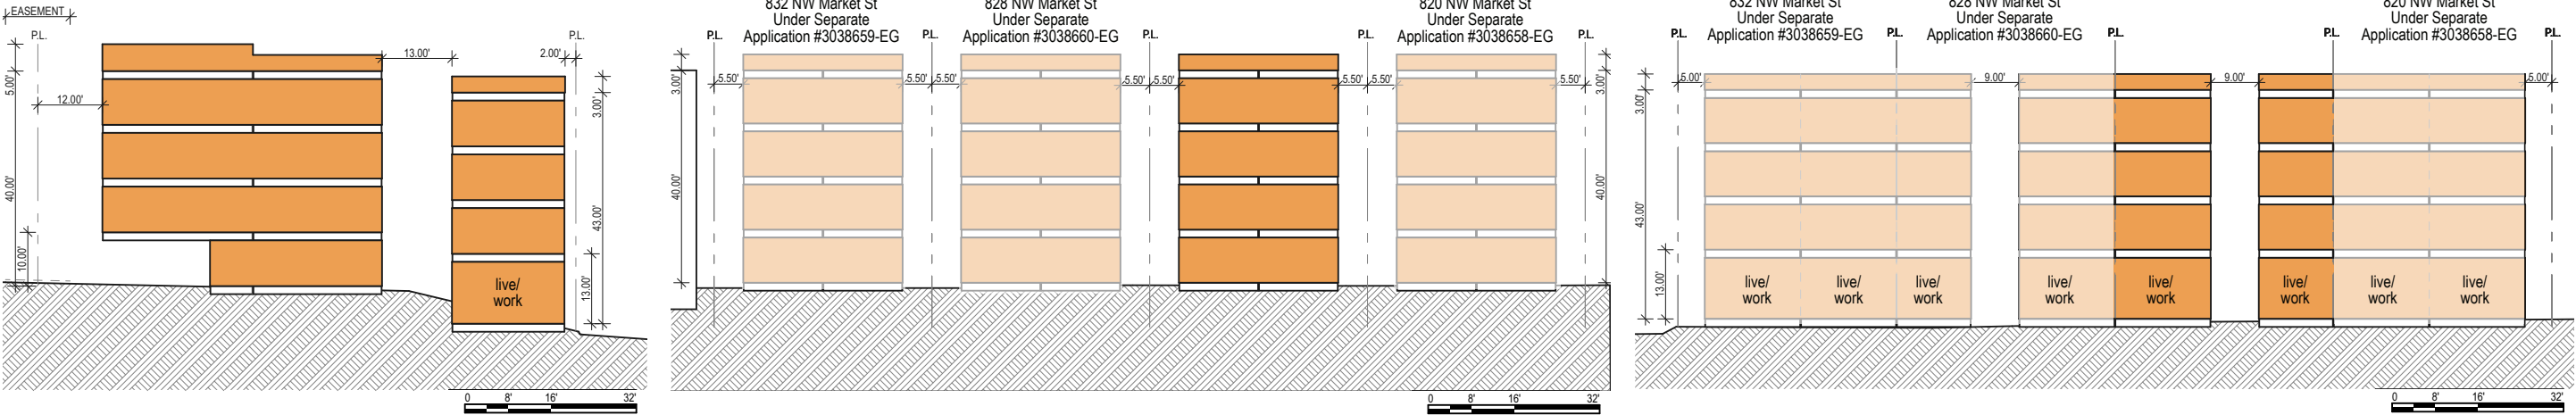 EASEMENT
P.L.
P.L.
13.00'
2.00'
5.00'
12.00'
3.00'
40.00'
43.00'
10.00'
13.00'
live/
work
0 8' 16' 32'
832 NW Market St
Under Separate
Application #3038659-EG
828 NW Market St
Under Separate
Application #3038660-EG
820 NW Market St
Under Separate
Application #3038658-EG
P.L.
P.L.
P.L.
P.L.
P.L.
3.00'
5.50'
5.50'
5.50'
5.50'
5.50'
5.50'
5.50'
5.50'
3.00'
40.00'
40.00'
0 8' 16' 32'
832 NW Market St
Under Separate
Application #3038659-EG
828 NW Market St
Under Separate
Application #3038660-EG
820 NW Market St
Under Separate
Application #3038658-EG
P.L.
P.L.
P.L.
P.L.
P.L.
5.00'
9.00'
9.00'
5.00'
3.00'
43.00'
13.00'
live/
work
live/
work
live/
work
live/
work
live/
work
live/
work
live/
work
live/
work
0 8' 16' 32'